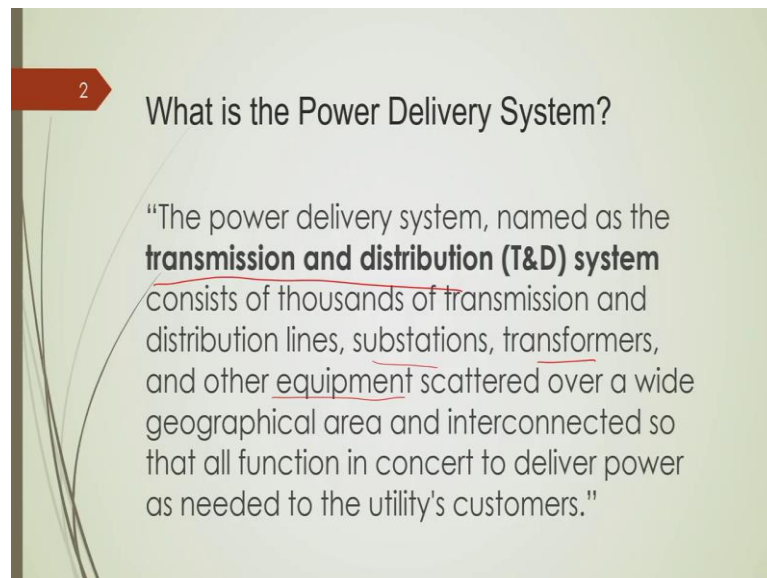 2
What is the Power Delivery System?
“The power delivery system, named as the
transmission and distribution (T&D) system
consists of thousands of transmission and
distribution lines, substations, transformers,
and other equipment scattered over a wide
geographical area and interconnected so
that all function in concert to deliver power
as needed to the utility's customers.”